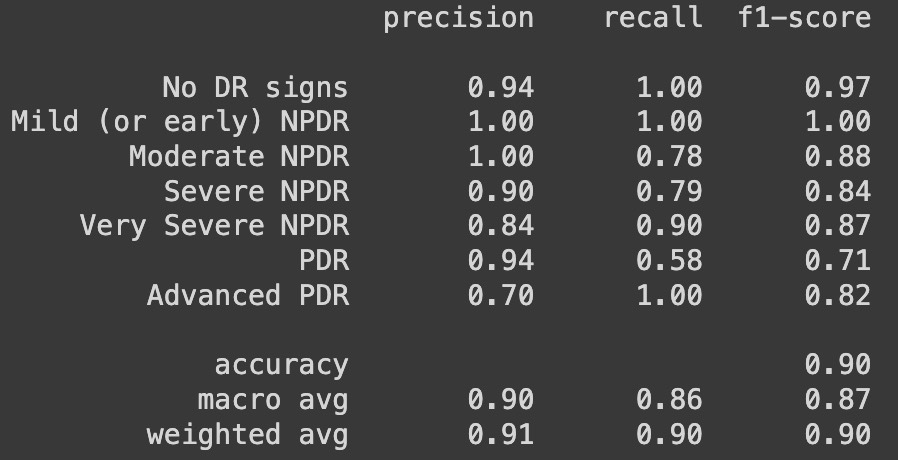 precision recall f1-score
No DR signs 0.94 1.00 0.97
Mild (or early) NPDR 1.00 1.00 1.00
Moderate NPDR 1.00 0.78 0.88
Severe NPDR 0.90 0.79 0.84
Very Severe NPDR 0.84 0.90 0.87
PDR 0.94 0.58 0.71
Advanced PDR 0.70 1.00 0.82
accuracy 0.90
macro avg 0.90 0.86 0.87
weighted avg 0.91 0.90 0.90